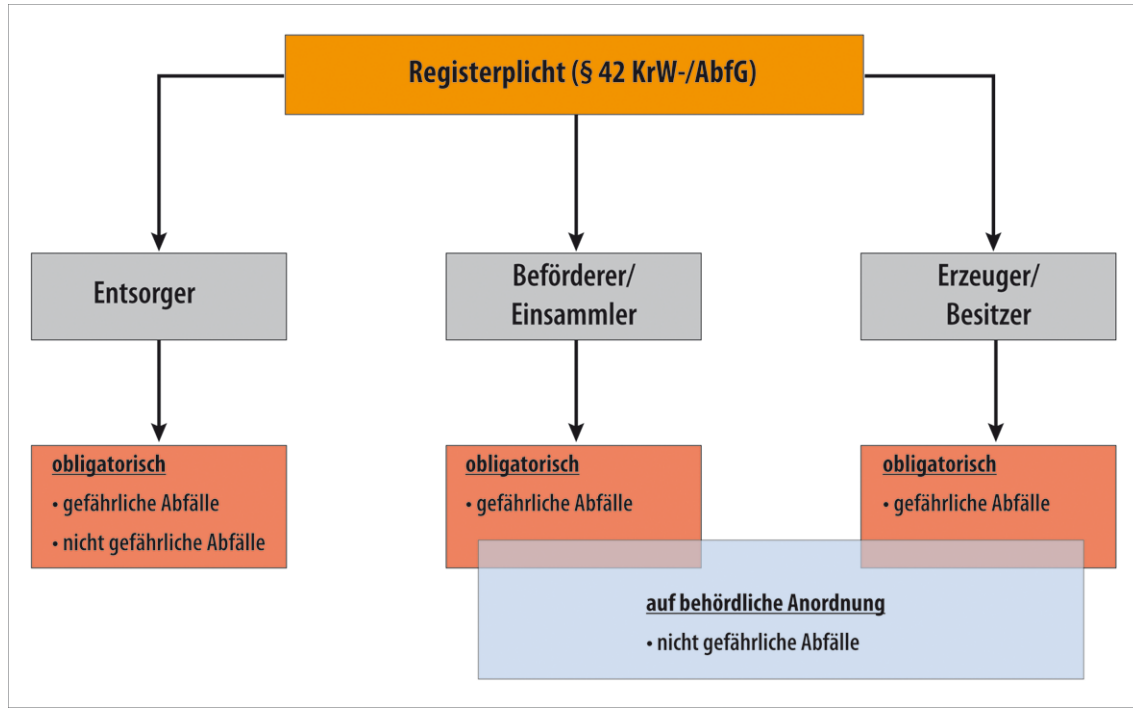 Registerplicht (§ 42 KrW-/AbfG)
Entsorger
Beförderer/
Einsammler
Erzeuger/
Besitzer
obligatorisch
• gefährliche Abfälle
• nicht gefährliche Abfälle
obligatorisch
• gefährliche Abfälle
obligatorisch
• gefährliche Abfälle
auf behördliche Anordnung
• nicht gefährliche Abfälle